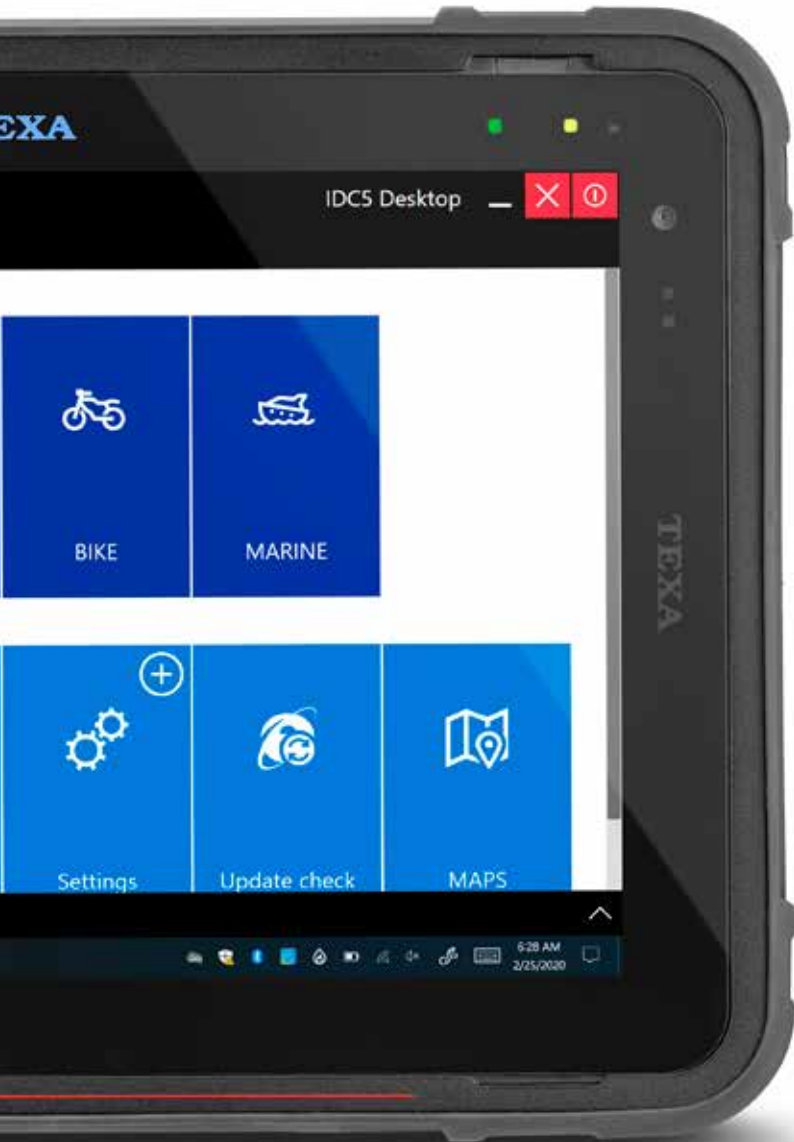 EXA
IDC5 Desktop
BIKE
MARINE
TEXA
Settings
Update check
MAPS
6:28 AM
2/25/2020